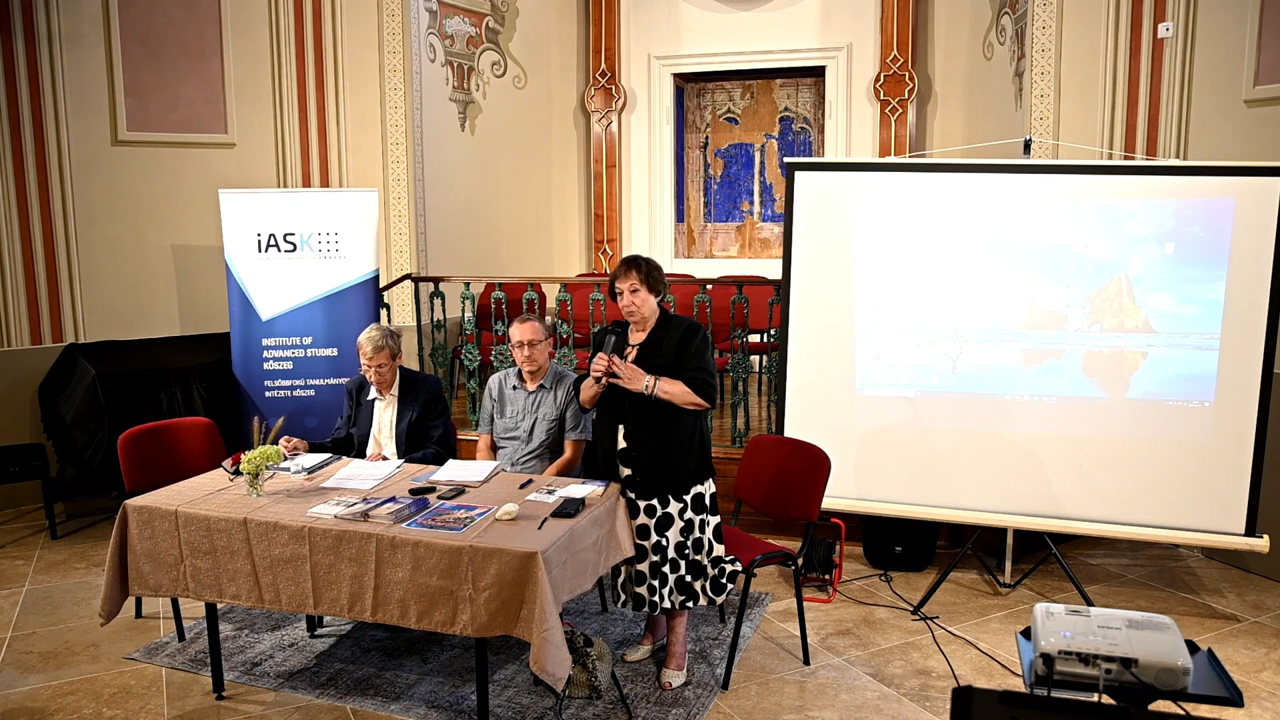 iASK
INSTITUTE OF
ADVANCED STUDIES
KŐSZEG
FELSŐBBFOKÚ TANULMÁNYOK
INTÉZETE KŐSZEG
EPSON